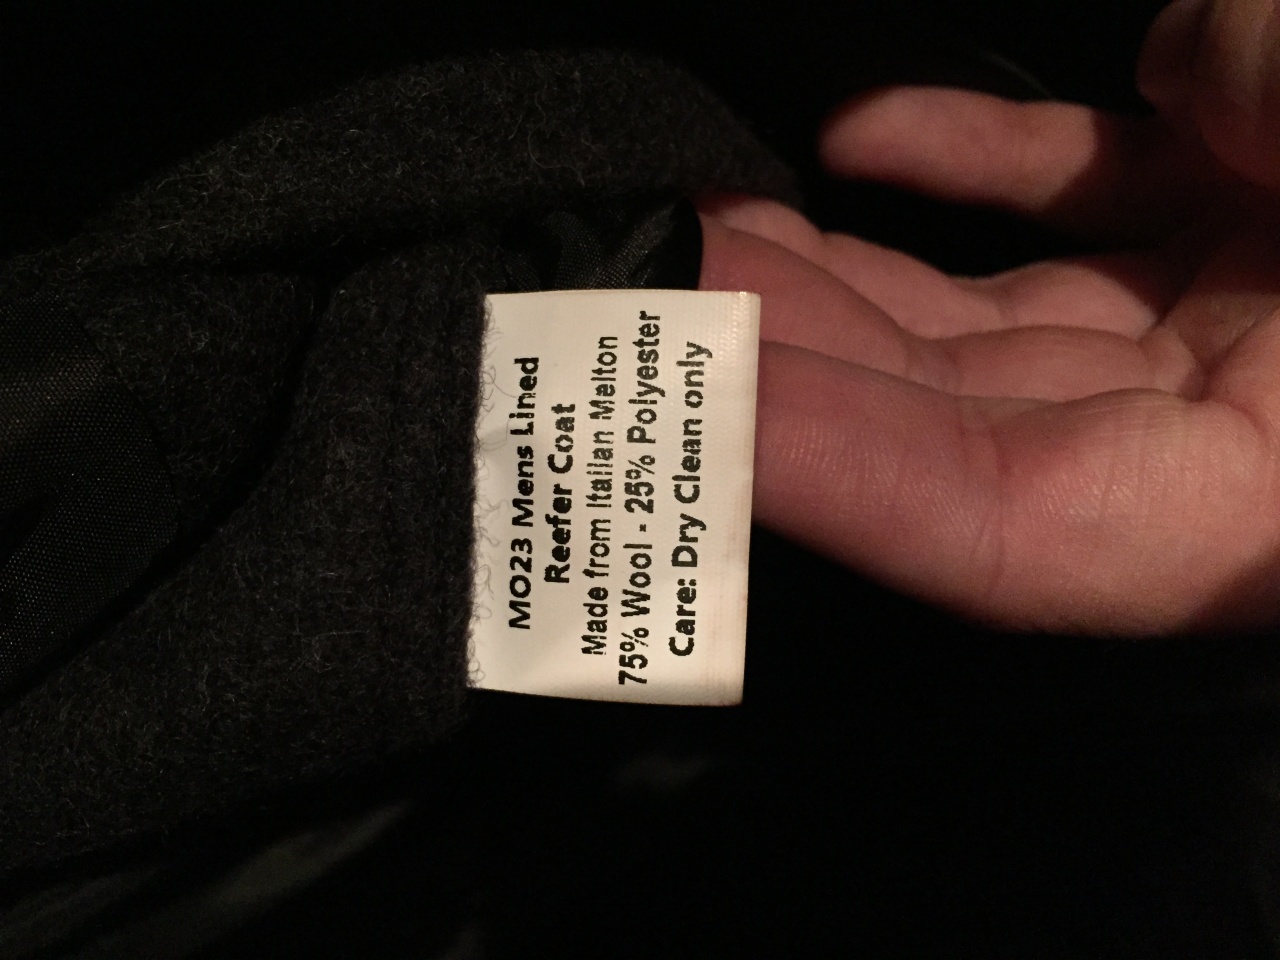 MO23 Mens Lined
Reefer Coat
Made from Italian Melton
75% Wool - 25% Polyester
Care: Dry Clean only